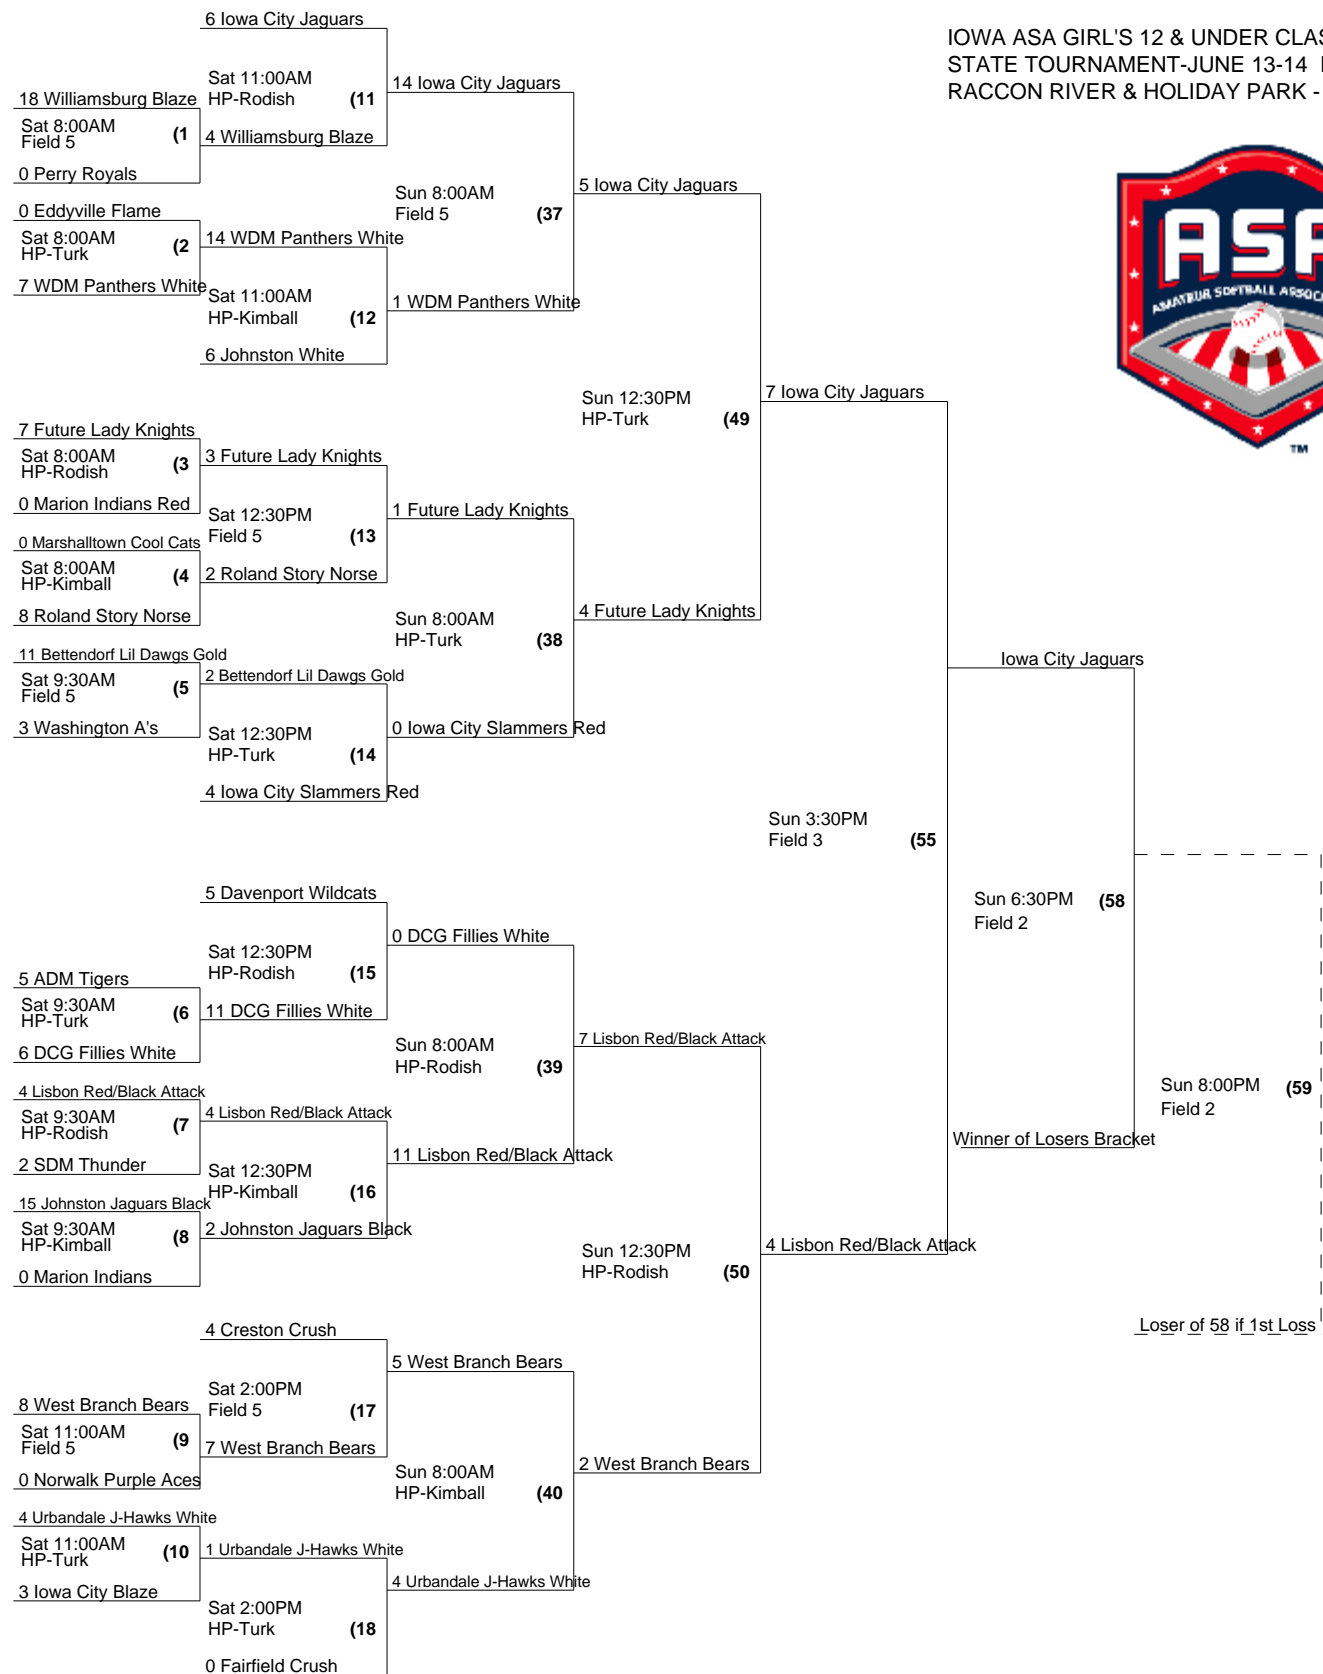 6 Iowa City Jaguars
IOWA ASA GIRL'S 12 & UNDER CLAS
STATE TOURNAMENT-JUNE 13-14
RACCON RIVER & HOLIDAY PARK -
Sat 11:00AM
HP-Rodish (11
14 Iowa City Jaguars
18 Williamsburg Blaze
Sat 8:00AM
Field 5 (1
4 Williamsburg Blaze
0 Perry Royals
Sun 8:00AM
Field 5 (37
5 Iowa City Jaguars
0 Eddyville Flame
Sat 8:00AM
HP-Turk (2
14 WDM Panthers White
7 WDM Panthers White
Sat 11:00AM
HP-Kimball (12
1 WDM Panthers White
6 Johnston White
ASA
AMATEUR SOFTBALL ASSOC
TM
Sun 12:30PM
HP-Turk (49
7 Iowa City Jaguars
7 Future Lady Knights
Sat 8:00AM
HP-Rodish (3
3 Future Lady Knights
0 Marion Indians Red
Sat 12:30PM
Field 5 (13
1 Future Lady Knights
0 Marshalltown Cool Cats
Sat 8:00AM
HP-Kimball (4
2 Roland Story Norse
8 Roland Story Norse
Sun 8:00AM
HP-Turk (38
4 Future Lady Knights
11 Bettendorf Lil Dawgs Gold
Sat 9:30AM
Field 5 (5
2 Bettendorf Lil Dawgs Gold
3 Washington A's
Sat 12:30PM
HP-Turk (14
0 Iowa City Slammers Red
4 Iowa City Slammers Red
Iowa City Jaguars
Sun 3:30PM
Field 3 (55
5 Davenport Wildcats
Sat 12:30PM
HP-Rodish (15
0 DCG Fillies White
Sun 6:30PM (58
Field 2
5 ADM Tigers
Sat 9:30AM
HP-Turk (6
11 DCG Fillies White
6 DCG Fillies White
Sun 8:00AM
HP-Rodish (39
7 Lisbon Red/Black Attack
4 Lisbon Red/Black Attack
Sat 9:30AM
HP-Rodish (7
4 Lisbon Red/Black Attack
2 SDM Thunder
Sat 12:30PM
HP-Kimball (16
11 Lisbon Red/Black Attack
Sun 8:00PM (59
Field 2
Winner of Losers Bracket
15 Johnston Jaguars Black
Sat 9:30AM
HP-Kimball (8
2 Johnston Jaguars Black
0 Marion Indians
Sun 12:30PM
HP-Rodish (50
4 Lisbon Red/Black Attack
Loser of 58 if 1st Loss
4 Creston Crush
Sat 2:00PM
Field 5 (17
5 West Branch Bears
8 West Branch Bears
Sat 11:00AM
Field 5 (9
7 West Branch Bears
0 Norwalk Purple Aces
Sun 8:00AM
HP-Kimball (40
2 West Branch Bears
4 Urbandale J-Hawks White
Sat 11:00AM
HP-Turk (10
1 Urbandale J-Hawks White
3 Iowa City Blaze
Sat 2:00PM
HP-Turk (18
4 Urbandale J-Hawks White
0 Fairfield Crush